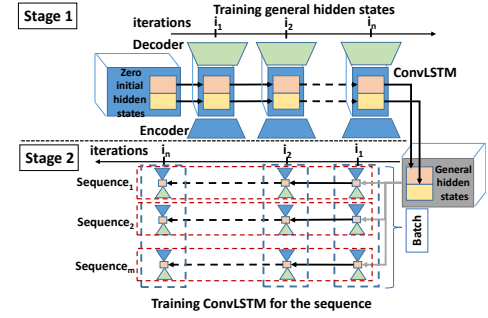 Stage 1
Training general hidden states
iterations
i1
i2
in
Decoder
ConvLSTM
Zero
initial
hidden
states
Encoder
Stage 2
iterations
in
i2
i1
General
hidden
states
Sequence1
Sequence2
Sequencem
Batch
Training ConvLSTM for the sequence